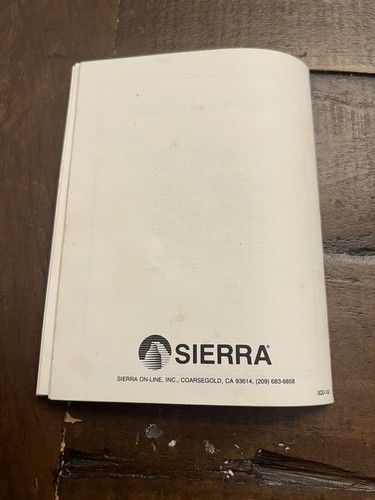 SIERRA®
SIERRA ON-LINE, INC., COARSEGOLD, CA 93614, (209) 683-6858